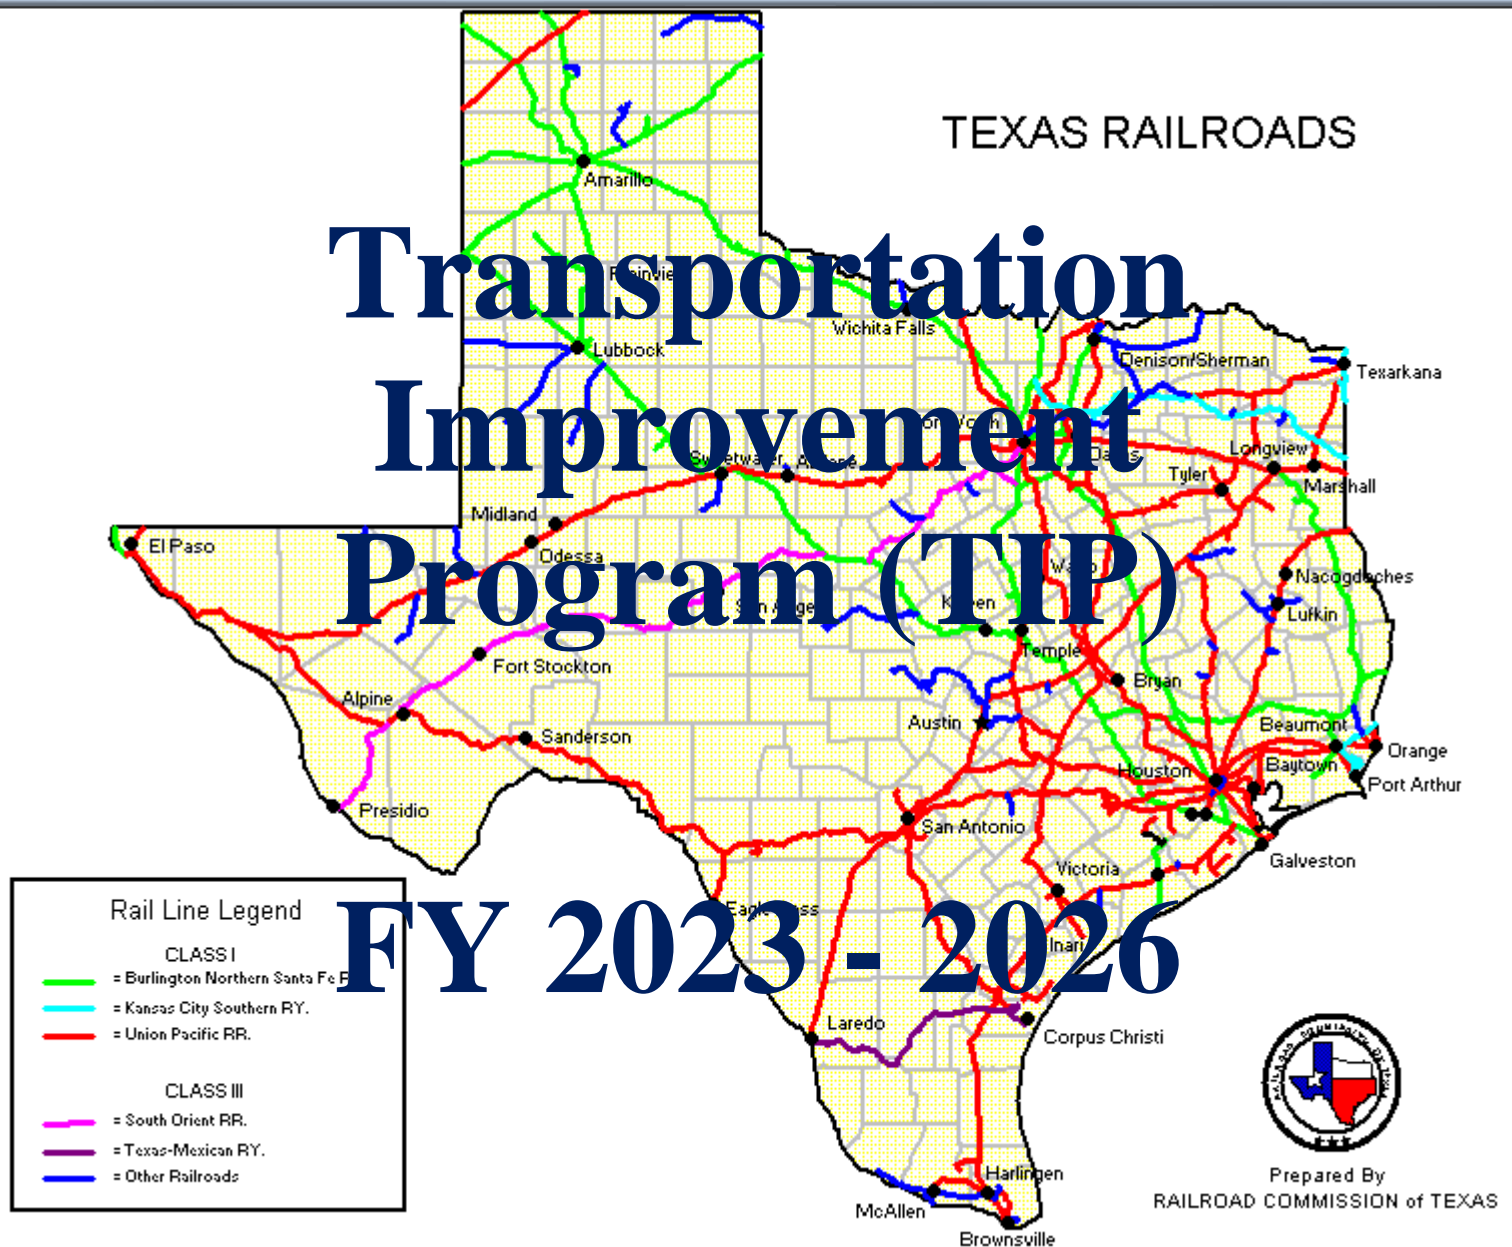 TEXAS RAILROADS
Transportation
Improvement
Program (TIP)
FY 2023 - 2026
Amarillo
Wichita Falls
Lubbock
Denison/Sherman
Texarkana
Longview
Tyler
Marshall
Midland
Odessa
El Paso
Nacogdoches
Lufkin
Temple
Fort Stockton
Bryan
Alpine
Austin
Beaumont
Sanderson
Orange
Houston
Baytown
Port Arthur
Presidio
San Antonio
Galveston
Victoria
Laredo
Corpus Christi
Harlingen
McAllen
Brownsville
Rail Line Legend
CLASS I
= Burlington Northern Santa Fe
= Kansas City Southern RY.
= Union Pacific RR.
CLASS III
= South Orient RR.
= Texas-Mexican RY.
= Other Railroads
Prepared By
RAILROAD COMMISSION of TEXAS